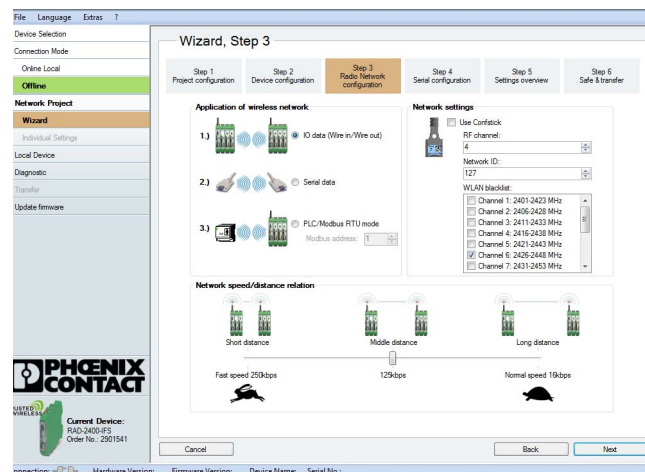 File Language Extras ?
Device Selection
Connection Mode
Online Local
Offline
Network Project
Wizard
Individual Settings
Local Device
Diagnostic
Transfer
Update firmware
PHŒNIX
CONTACT
USTED
WIRELESS
Current Device:
RAD-2400-IFS
Order No.: 2901541
Wizard, Step 3
Step 1
Project configuration
Step 2
Device configuration
Step 3
Radio Network
configuration
Step 4
Serial configuration
Step 5
Settings overview
Step 6
Safe & transfer
Application of wireless network
1.) IO data (Wire in/Wire out)
2.) Serial data
3.) PLC/Modbus RTU mode
Modbus address: 1
Network settings
Use Confstick
RF channel:
4
Network ID:
127
WLAN blacklist:
Channel 1: 2401-2423 MHz
Channel 2: 2406-2428 MHz
Channel 3: 2411-2433 MHz
Channel 4: 2416-2438 MHz
Channel 5: 2421-2443 MHz
Channel 6: 2426-2448 MHz
Channel 7: 2431-2453 MHz
Network speed/distance relation
Short distance Middle distance Long distance
Fast speed 250kbps 125kbps Normal speed 16kbps
Cancel Back Next
onnection: Hardware Version: Firmware Version: Device Name: Serial No.: